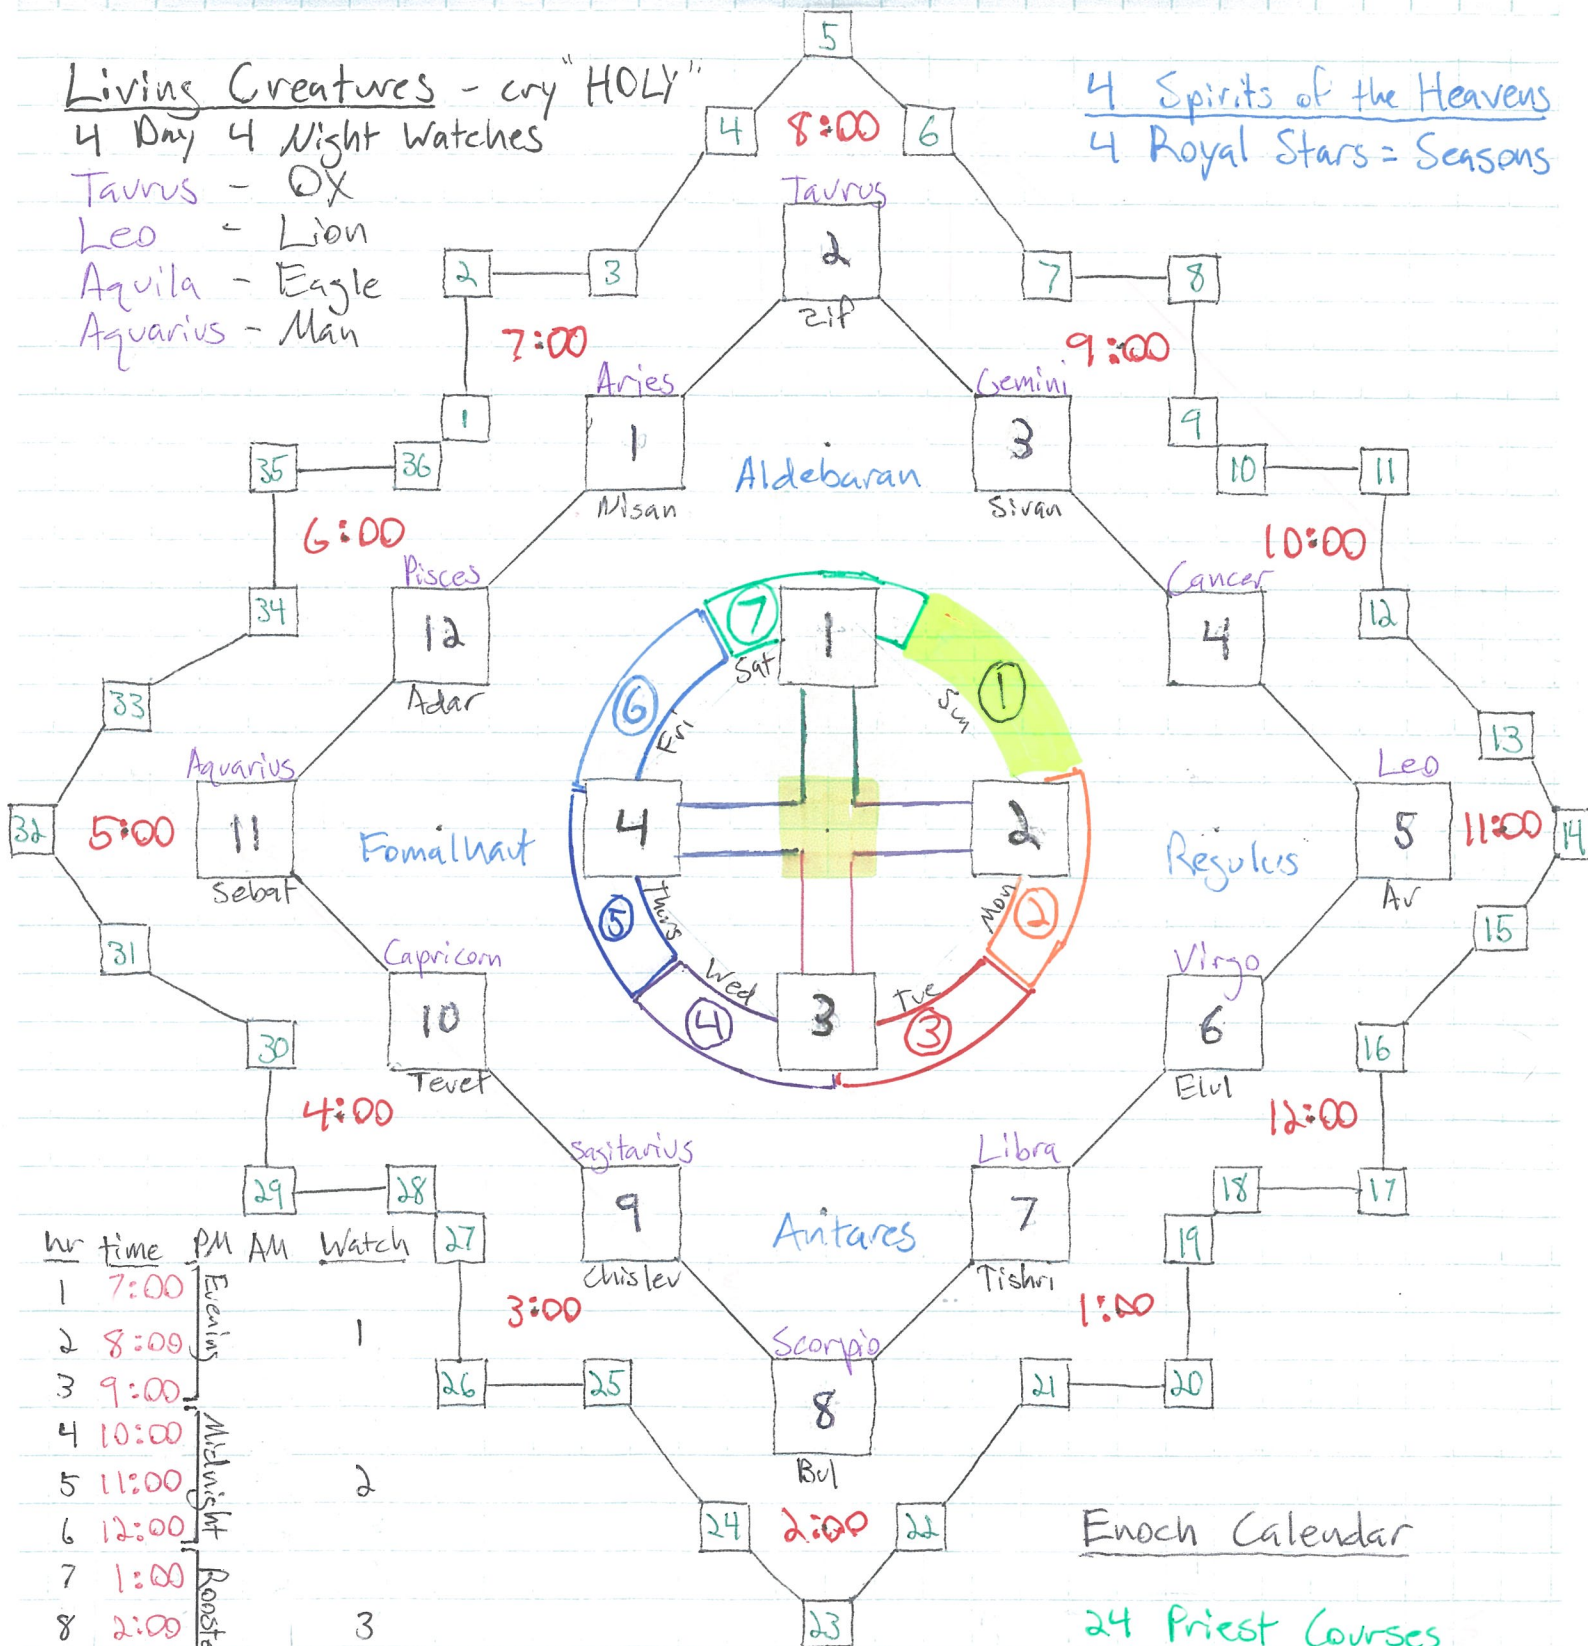 Living Creatures - cry "HOLY"
4 Day 4 Night Watches
Taurus - OX
Leo - Lion
Aquila - Eagle
Aquarius - Man
4 Spirits of the Heavens
4 Royal Stars = Seasons
5
4 8:00 6
Taurus
2
Zif
2 3 7 8
7:00 9:00
Aries Gemini
1 1 3 9
Nisan Sivan
Aldebaran
35 36 10 11
6:00 10:00
Pisces Cancer
34 12 4 12
Adar
7 1
Sat
1
Sun
6
Fri
33 13
Aquarius Leo
32 5:00 11 Fomalhaut 4 2 Regulus 5 11:00 14
Sebat Av
5
Thurs
Mon
2
31 15
Capricorn Virgo
Wed Tue
4 3 3
30 10 6 16
Tevet Elul
4:00 12:00
Sagitarius Libra
29 28 18 17
27 9 Antares 7 19
Chislev Tishri
3:00 1:00
Scorpio
26 25 8 21 20
Bul
24 2:00 22
23
hr time PM AM Watch
1 7:00
2 8:00 Evening 1
3 9:00
4 10:00
5 11:00 Midnight 2
6 12:00
7 1:00
8 2:00 3
Enoch Calendar
24 Priest Courses